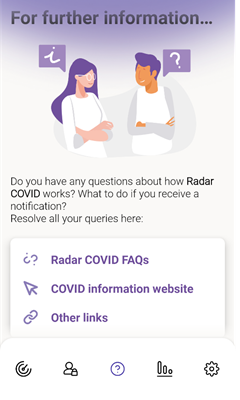 For further information...
i
?
Do you have any questions about how Radar
COVID works? What to do if you receive a
notification?
Resolve all your queries here:
¿? Radar COVID FAQs
COVID information website
Other links
?